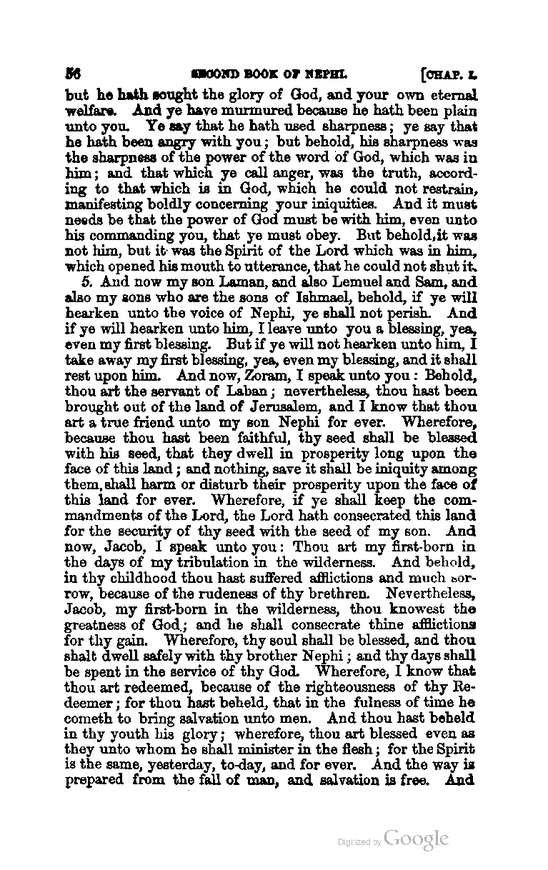 56 SECOND BOOK OF NEPHI. [CHAP. I.
but he hath sought the glory of God, and your own eternal
welfare. And ye have murmured because he hath been plain
unto you. Ye say that he hath used sharpness; ye say that
he hath been angry with you; but behold, his sharpness was
the sharpness of the power of the word of God, which was in
him; and that which ye call anger, was the truth, accord-
ing to that which is in God, which he could not restrain,
manifesting boldly concerning your iniquities. And it must
needs be that the power of God must be with him, even unto
his commanding you, that ye must obey. But behold, it was
not him, but it was the Spirit of the Lord which was in him,
which opened his mouth to utterance, that he could not shut it.
5. And now my son Laman, and also Lemuel and Sam, and
also my sons who are the sons of Ishmael, behold, if ye will
hearken unto the voice of Nephi, ye shall not perish. And
if ye will hearken unto him, I leave unto you a blessing, yea,
even my first blessing. But if ye will not hearken unto him, I
take away my first blessing, yea, even my blessing, and it shall
rest upon him. And now, Zoram, I speak unto you: Behold,
thou art the servant of Laban; nevertheless, thou hast been
brought out of the land of Jerusalem, and I know that thou
art a true friend unto my son Nephi for ever. Wherefore,
because thou hast been faithful, thy seed shall be blessed
with his seed, that they dwell in prosperity long upon the
face of this land; and nothing, save it shall be iniquity among
them, shall harm or disturb their prosperity upon the face of
this land for ever. Wherefore, if ye shall keep the com-
mandments of the Lord, the Lord hath consecrated this land
for the security of thy seed with the seed of my son. And
now, Jacob, I speak unto you: Thou art my first-born in
the days of my tribulation in the wilderness. And behold,
in thy childhood thou hast suffered afflictions and much sor-
row, because of the rudeness of thy brethren. Nevertheless,
Jacob, my first-born in the wilderness, thou knowest the
greatness of God; and he shall consecrate thine afflictions
for thy gain. Wherefore, thy soul shall be blessed, and thou
shalt dwell safely with thy brother Nephi; and thy days shall
be spent in the service of thy God. Wherefore, I know that
thou art redeemed, because of the righteousness of thy Re-
deemer; for thou hast beheld, that in the fulness of time he
cometh to bring salvation unto men. And thou hast beheld
in thy youth his glory; wherefore, thou art blessed even as
they unto whom he shall minister in the flesh; for the Spirit
is the same, yesterday, to-day, and for ever. And the way is
prepared from the fall of man, and salvation is free. And
Digitized by Google